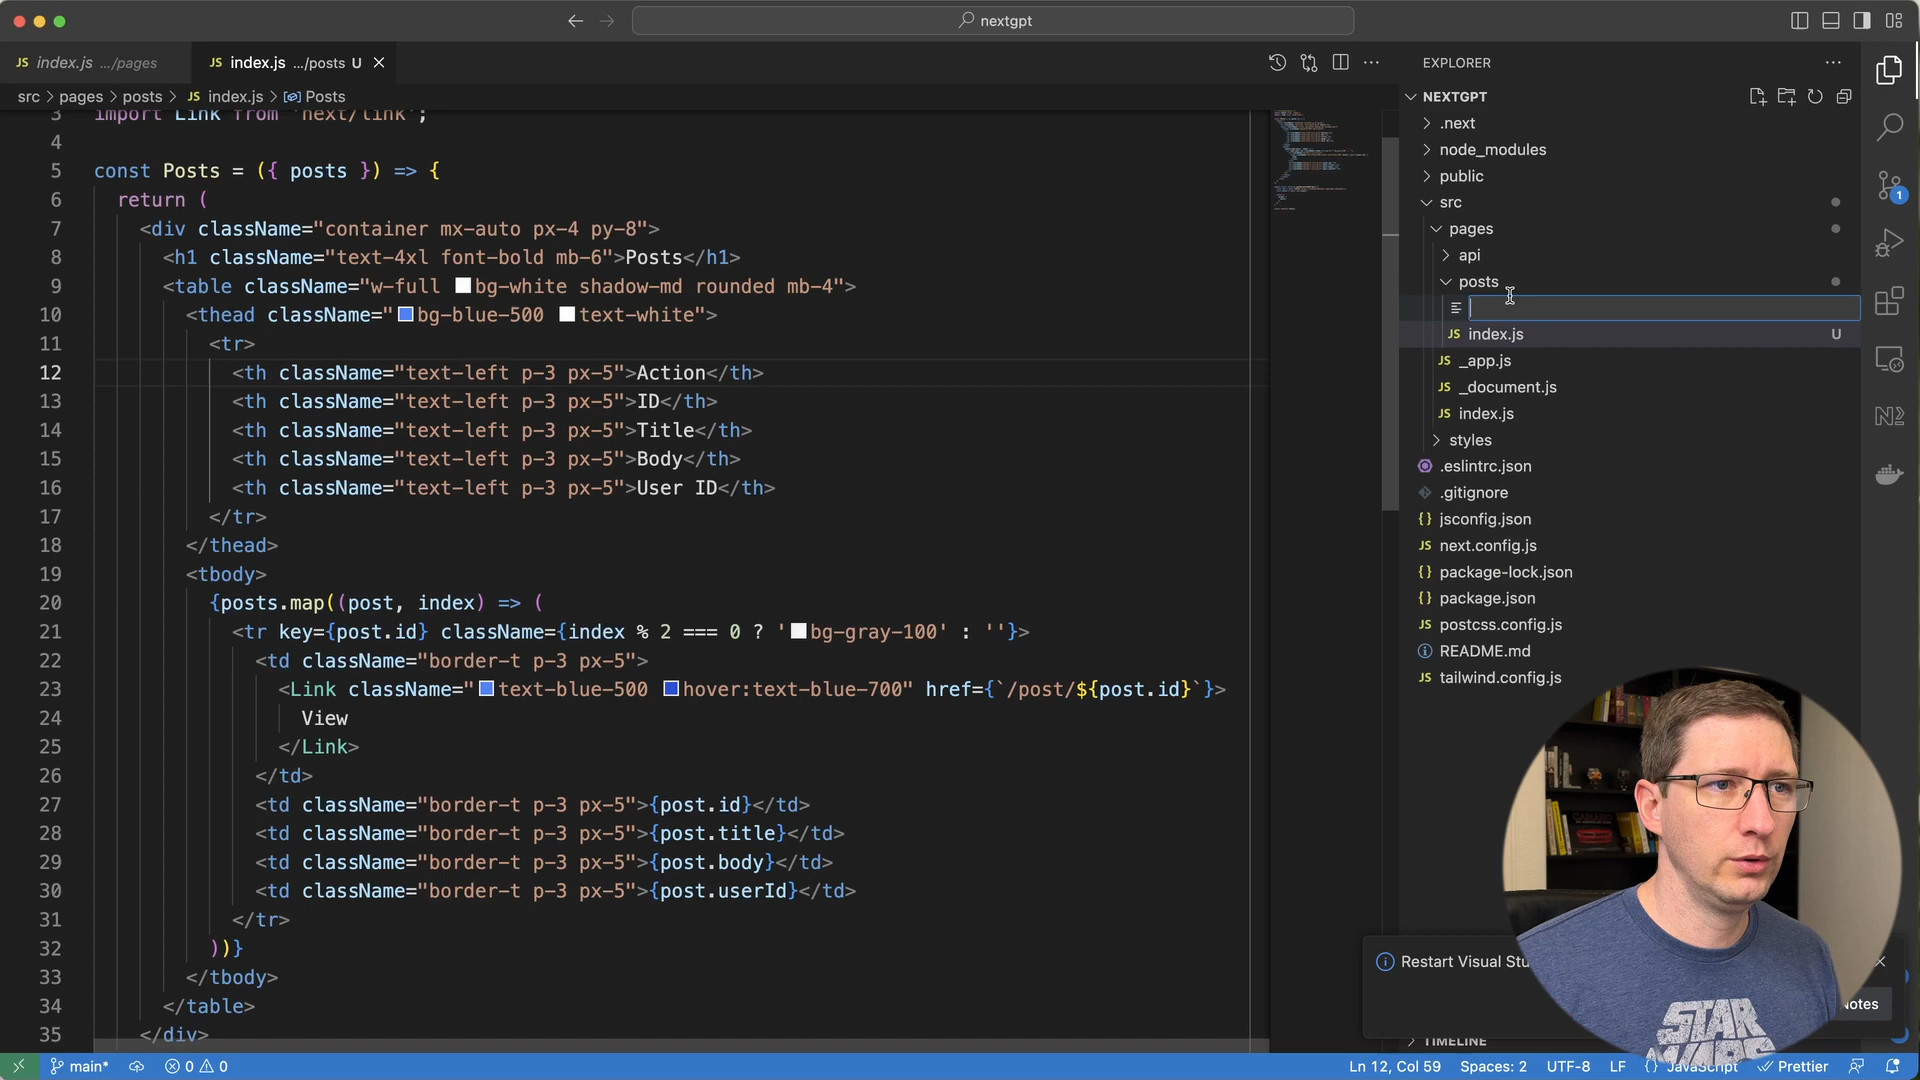 nextgpt
JS index.js .../pages
JS index.js .../posts U
src > pages > posts > JS index.js > Posts
3 import Link from 'next/link';
4
5 const Posts = ({ posts }) => {
6 return (
7 <div className="container mx-auto px-4 py-8">
8 <h1 className="text-4xl font-bold mb-6">Posts</h1>
9 <table className="w-full bg-white shadow-md rounded mb-4">
10 <thead className="bg-blue-500 text-white">
11 <tr>
12 <th className="text-left p-3 px-5">Action</th>
13 <th className="text-left p-3 px-5">ID</th>
14 <th className="text-left p-3 px-5">Title</th>
15 <th className="text-left p-3 px-5">Body</th>
16 <th className="text-left p-3 px-5">User ID</th>
17 </tr>
18 </thead>
19 <tbody>
20 {posts.map((post, index) => (
21 <tr key={post.id} className={index % 2 === 0 ? 'bg-gray-100' : ''}>
22 <td className="border-t p-3 px-5">
23 <Link className="text-blue-500 hover:text-blue-700" href={`/post/${post.id}`}>
24 View
25 </Link>
26 </td>
27 <td className="border-t p-3 px-5">{post.id}</td>
28 <td className="border-t p-3 px-5">{post.title}</td>
29 <td className="border-t p-3 px-5">{post.body}</td>
30 <td className="border-t p-3 px-5">{post.userId}</td>
31 </tr>
32 ))}
33 </tbody>
34 </table>
35 </div>
EXPLORER
NEXTGPT
.next
node_modules
public
src
pages
api
posts
JS index.js U
JS _app.js
JS _document.js
JS index.js
styles
.eslintrc.json
.gitignore
{} jsconfig.json
JS next.config.js
{} package-lock.json
{} package.json
JS postcss.config.js
README.md
JS tailwind.config.js
1
Restart Visual Stu
Notes
TIMELINE
STAR
WARS
main* 0 0 Ln 12, Col 59 Spaces: 2 UTF-8 LF {} JavaScript Prettier